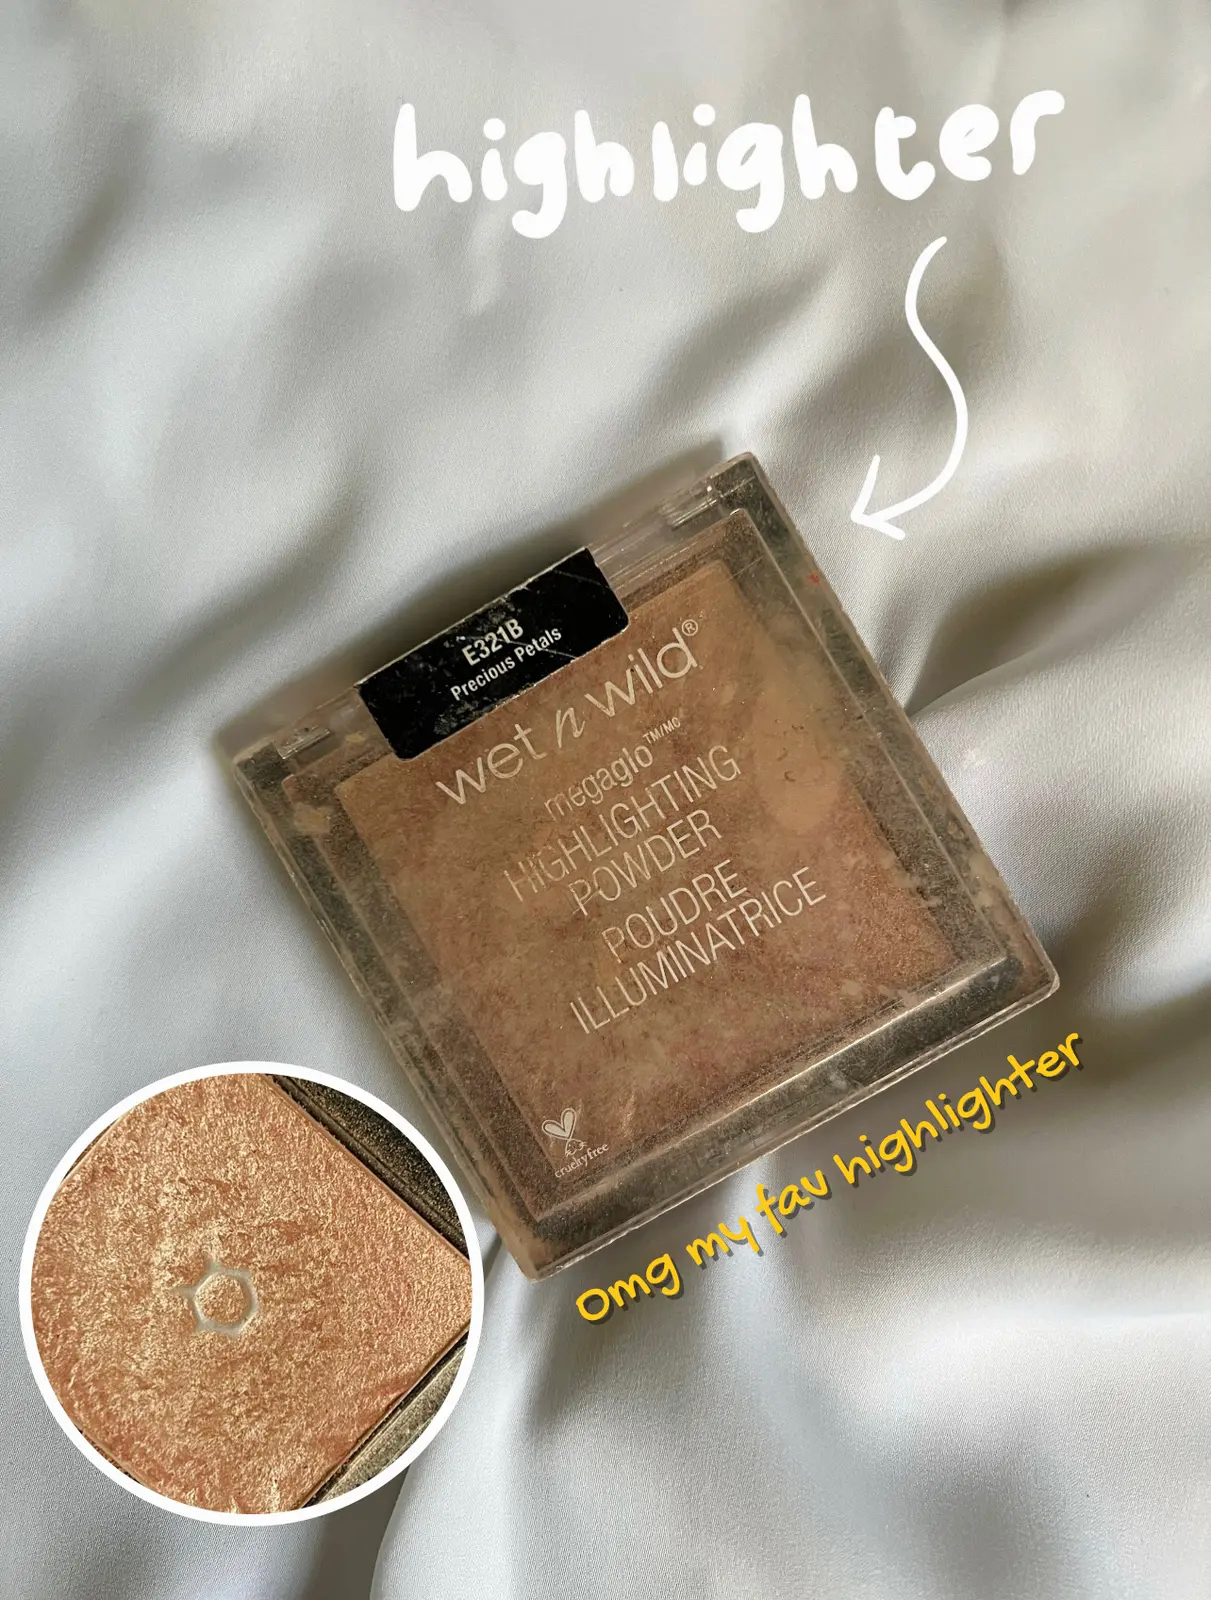 highlighter
E321B
Precious Petals
wet n wild®
megaglo™/MC
HIGHLIGHTING
POWDER
POUDRE
ILLUMINATRICE
crueltyfree
omg my fav highlighter